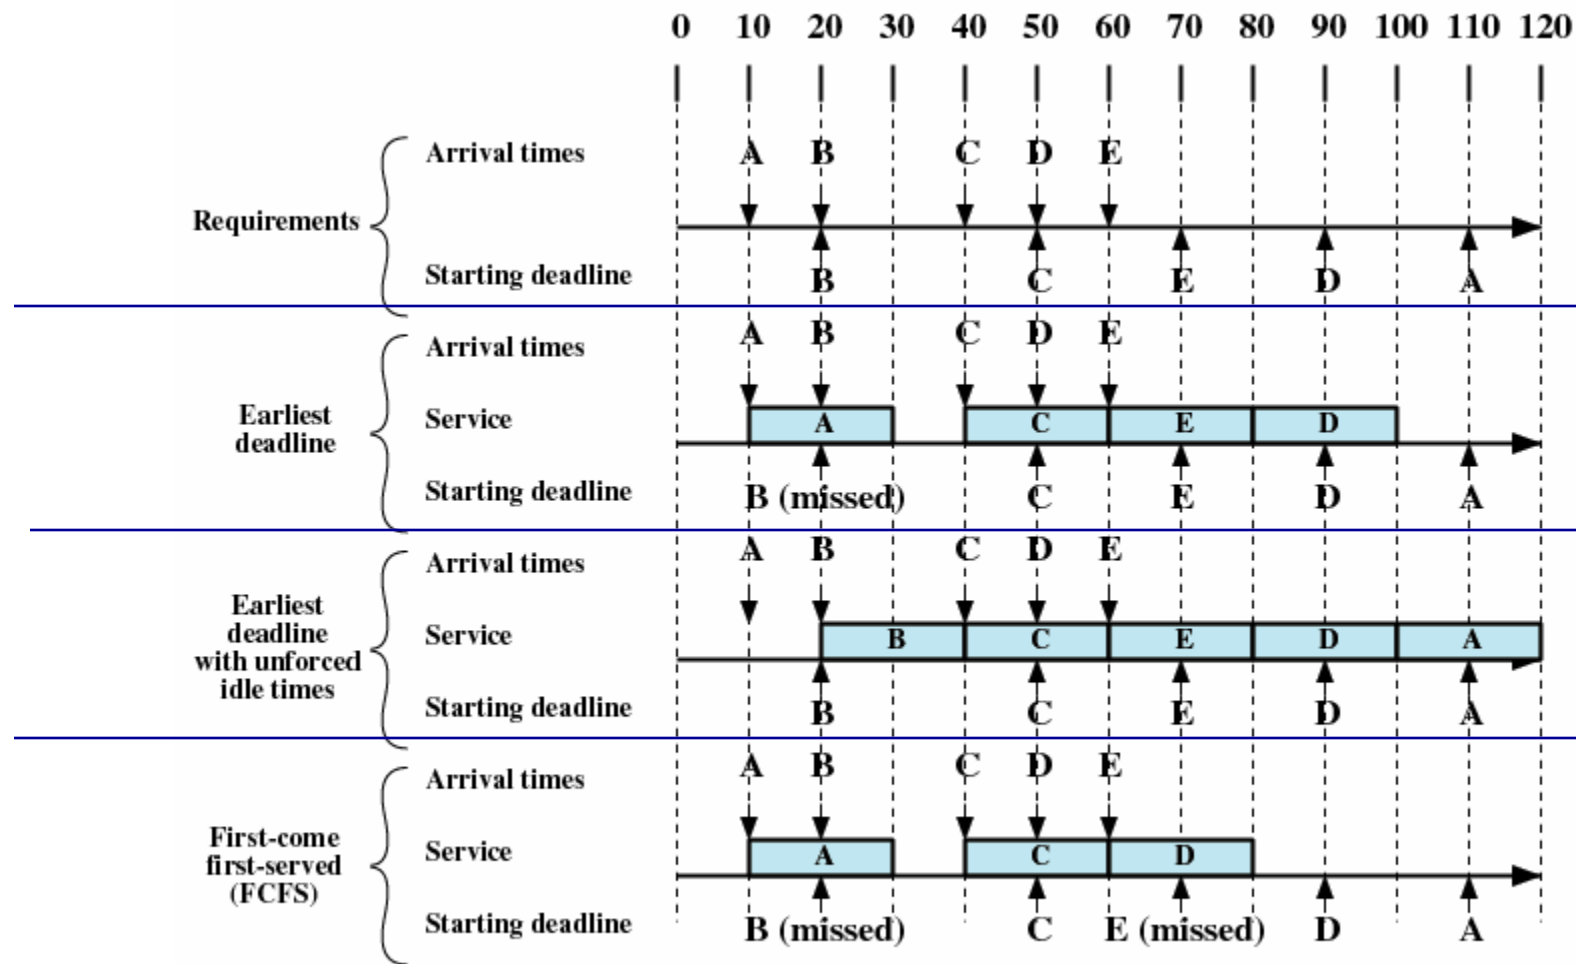 0 10 20 30 40 50 60 70 80 90 100 110 120
Arrival times A B C D E
Requirements
Starting deadline B C E D A
Arrival times A B C D E
Earliest
deadline
Service A C E D
Starting deadline B (missed) C E D A
Arrival times A B C D E
Earliest
deadline
with unforced
idle times
Service B C E D A
Starting deadline B C E D A
Arrival times A B C D E
First-come
first-served
(FCFS)
Service A C D
Starting deadline B (missed) C E (missed) D A